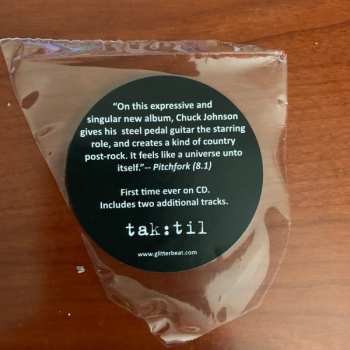 “On this expressive and
singular new album, Chuck Johnson
gives his steel pedal guitar the starring
role, and creates a kind of country
post-rock. It feels like a universe unto
itself.”-- Pitchfork (8.1)
First time ever on CD.
Includes two additional tracks.
tak:til
www.glitterbeat.com